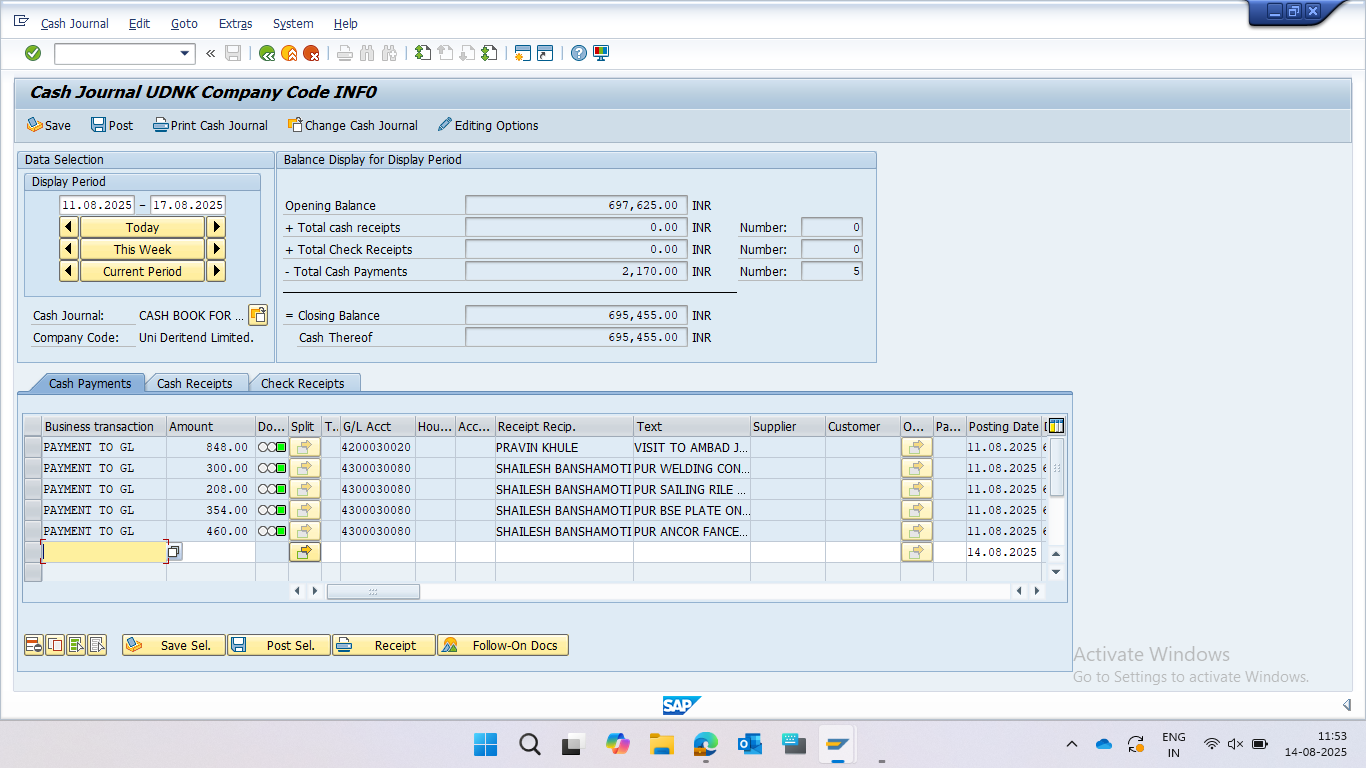 Cash Journal Edit Goto Extras System Help
Cash Journal UDNK Company Code INF0
Save Post Print Cash Journal Change Cash Journal Editing Options
Data Selection
Display Period
11.08.2025 - 17.08.2025
Today
This Week
Current Period
Cash Journal: CASH BOOK FOR ...
Company Code: Uni Deritend Limited.
Balance Display for Display Period
Opening Balance 697,625.00 INR
+ Total cash receipts 0.00 INR Number: 0
+ Total Check Receipts 0.00 INR Number: 0
- Total Cash Payments 2,170.00 INR Number: 5
= Closing Balance 695,455.00 INR
Cash Thereof 695,455.00 INR
Cash Payments Cash Receipts Check Receipts
Business transaction Amount Do... Split T.. G/L Acct Hou... Acc... Receipt Recip. Text Supplier Customer O... Pa... Posting Date
PAYMENT TO GL 848.00 4200030020 PRAVIN KHULE VISIT TO AMBAD J... 11.08.2025
PAYMENT TO GL 300.00 4300030080 SHAILESH BANSHAMOTI PUR WELDING CON... 11.08.2025
PAYMENT TO GL 208.00 4300030080 SHAILESH BANSHAMOTI PUR SAILING RILE ... 11.08.2025
PAYMENT TO GL 354.00 4300030080 SHAILESH BANSHAMOTI PUR BSE PLATE ON... 11.08.2025
PAYMENT TO GL 460.00 4300030080 SHAILESH BANSHAMOTI PUR ANCOR FANCE... 11.08.2025
14.08.2025
Save Sel. Post Sel. Receipt Follow-On Docs
Activate Windows
Go to Settings to activate Windows.
SAP
ENG
IN
11:53
14-08-2025